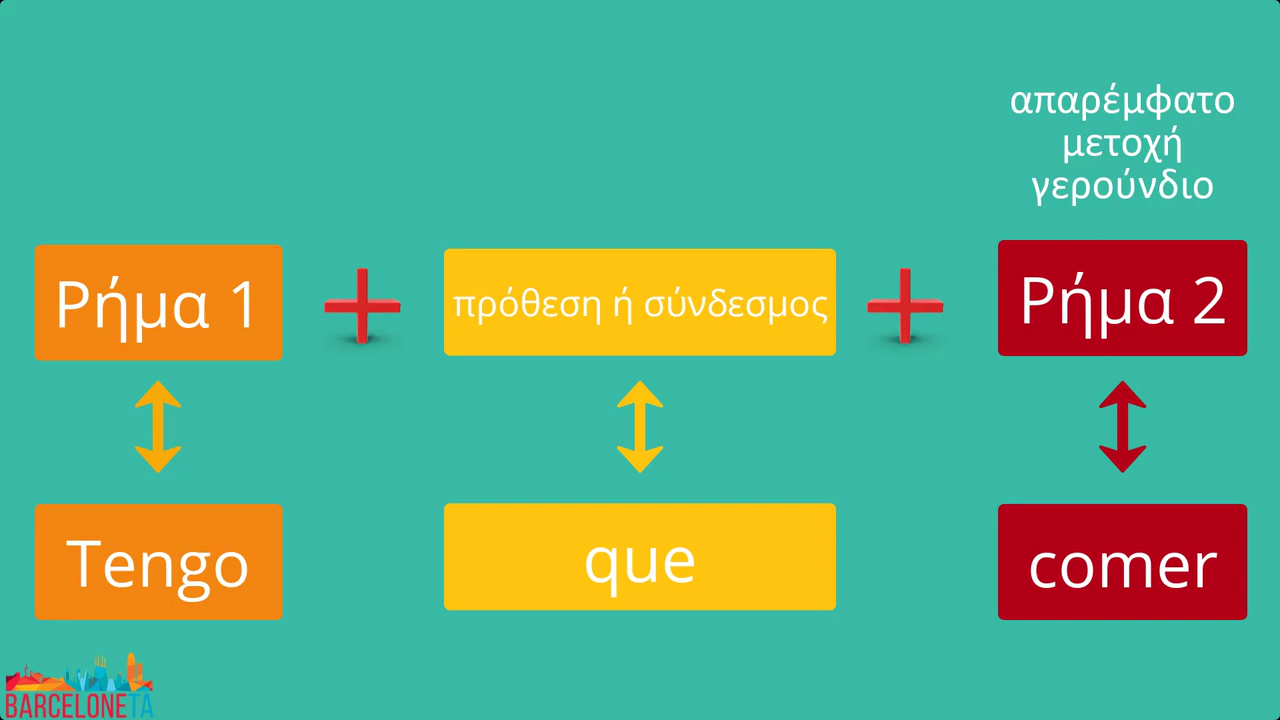 απαρέμφατο
μετοχή
γερούνδιο
Ρήμα 1
πρόθεση ή σύνδεσμος
Ρήμα 2
Tengo
que
comer
BARCELONETA